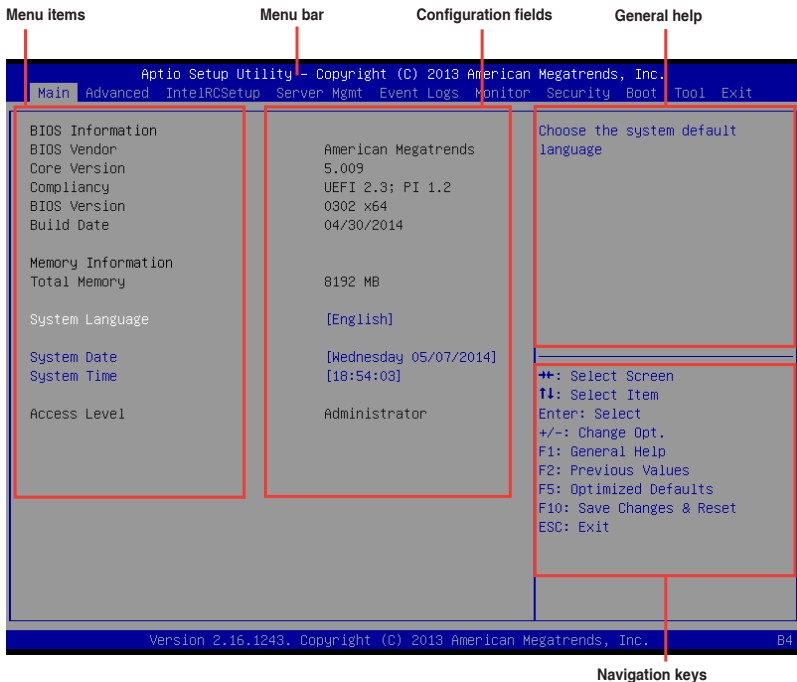 Menu items Menu bar Configuration fields General help
Aptio Setup Utility – Copyright (C) 2013 American Megatrends, Inc.
Main Advanced IntelRCSetup Server Mgmt Event Logs Monitor Security Boot Tool Exit
BIOS Information
BIOS Vendor American Megatrends
Core Version 5.009
Compliancy UEFI 2.3; PI 1.2
BIOS Version 0302 x64
Build Date 04/30/2014
Memory Information
Total Memory 8192 MB
System Language [English]
System Date [Wednesday 05/07/2014]
System Time [18:54:03]
Access Level Administrator
Choose the system default
language
→←: Select Screen
↑↓: Select Item
Enter: Select
+/-: Change Opt.
F1: General Help
F2: Previous Values
F5: Optimized Defaults
F10: Save Changes & Reset
ESC: Exit
Version 2.16.1243. Copyright (C) 2013 American Megatrends, Inc. B4
Navigation keys